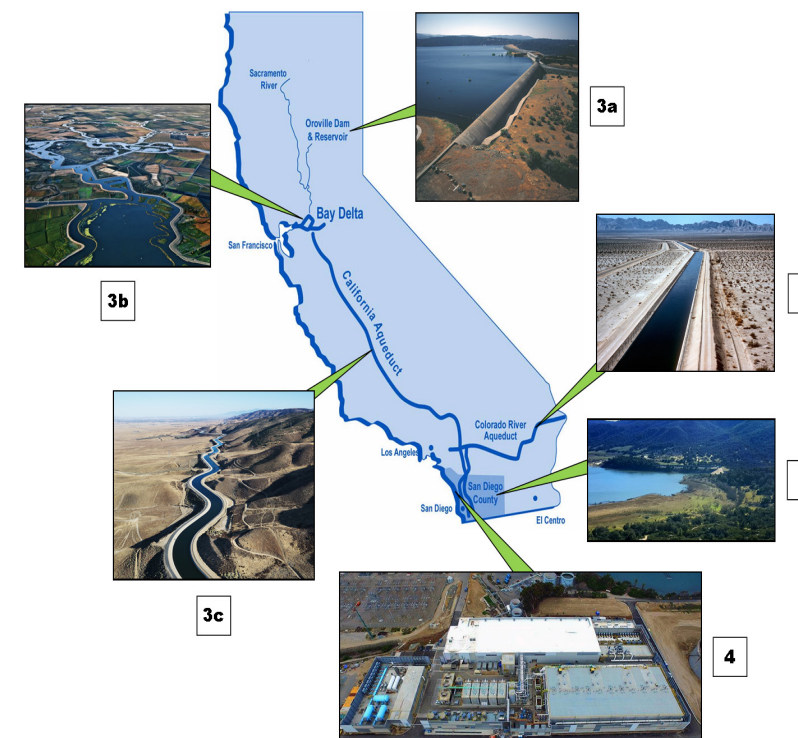 Sacramento
River
Oroville Dam
& Reservoir
3a
Bay Delta
San Francisco
3b
California Aqueduct
Colorado River
Aqueduct
Los Angeles
San Diego
County
San Diego
El Centro
3c
4